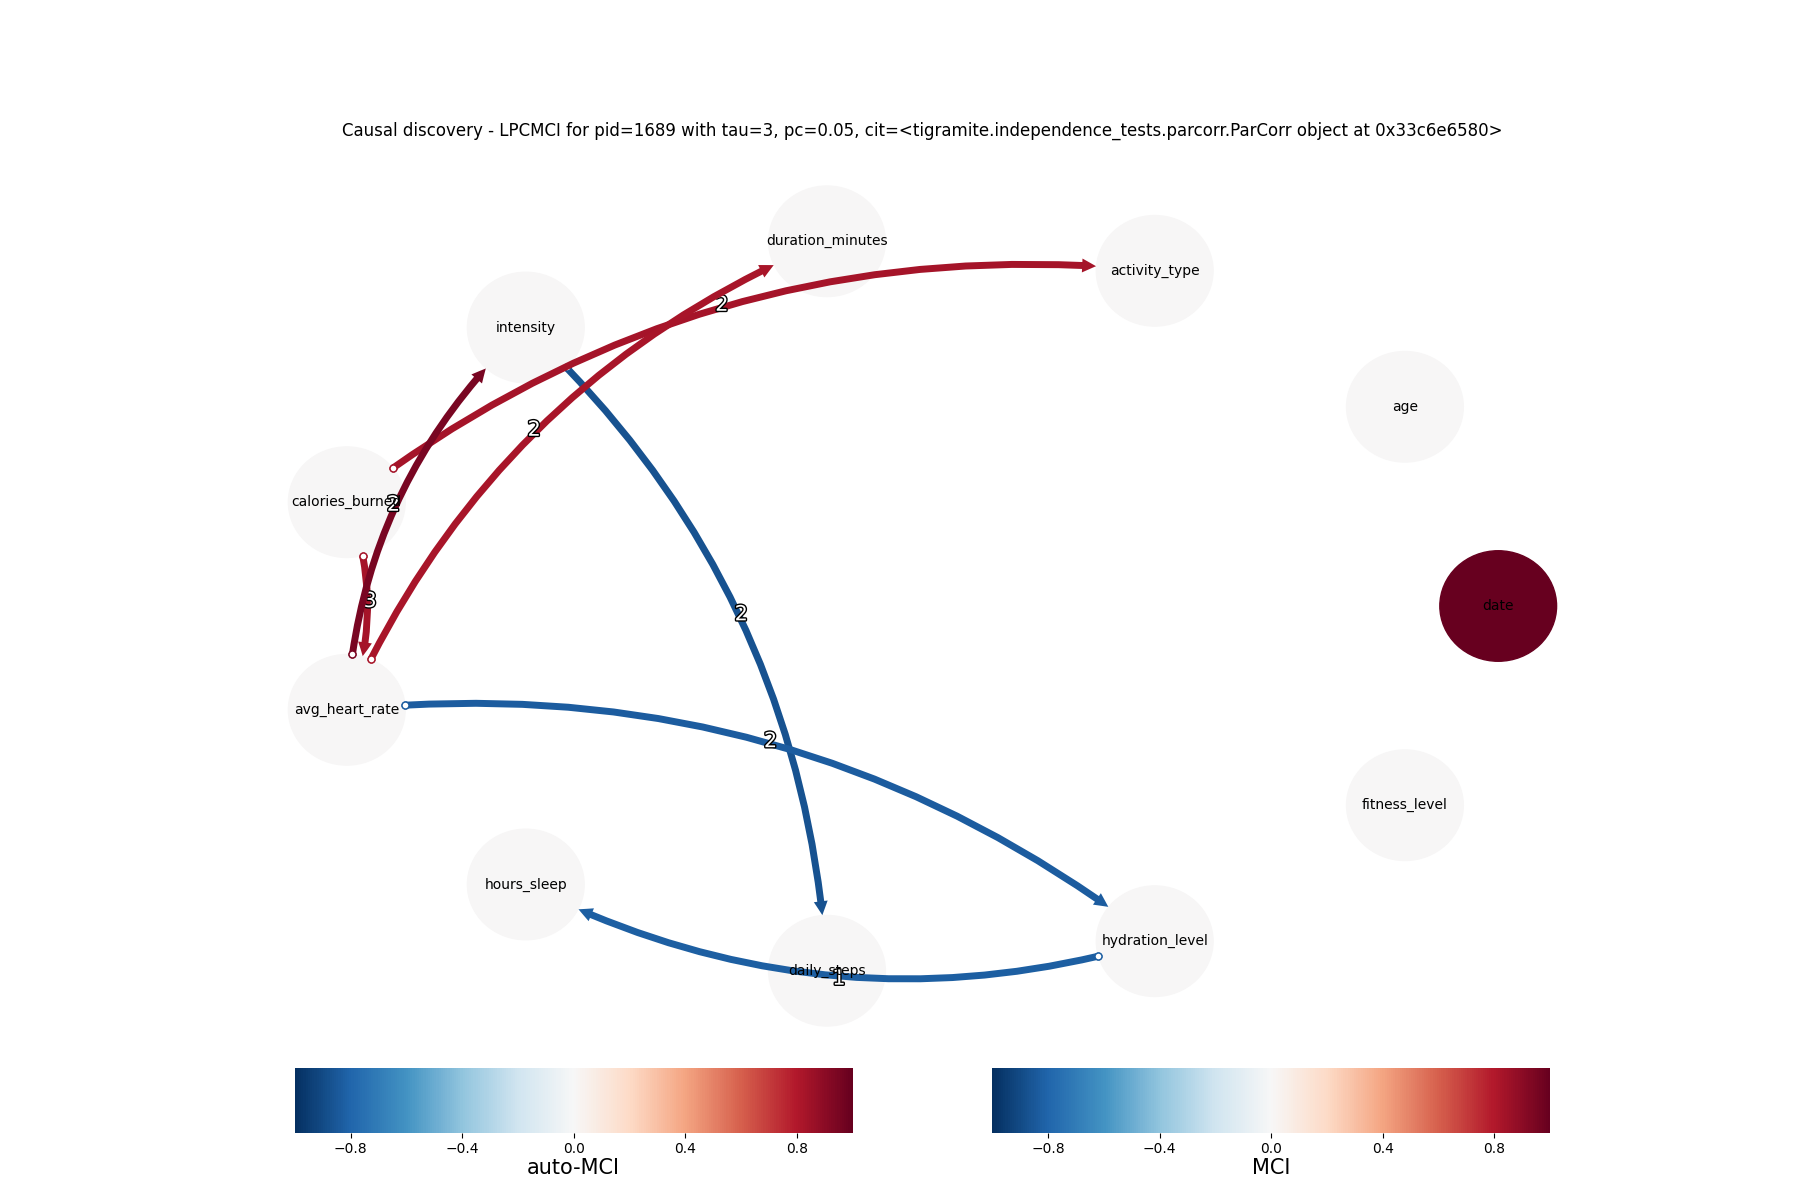 Causal discovery - LPCMCI for pid=1689 with tau=3, pc=0.05, cit=<tigramite.independence_tests.parcorr.ParCorr object at 0x33c6e6580>
duration_minutes
activity_type
2
intensity
age
2
calories_burned
2
3
date
2
avg_heart_rate
2
fitness_level
hours_sleep
hydration_level
daily_steps
1
−0.8 −0.4 0.0 0.4 0.8
auto-MCI
−0.8 −0.4 0.0 0.4 0.8
MCI